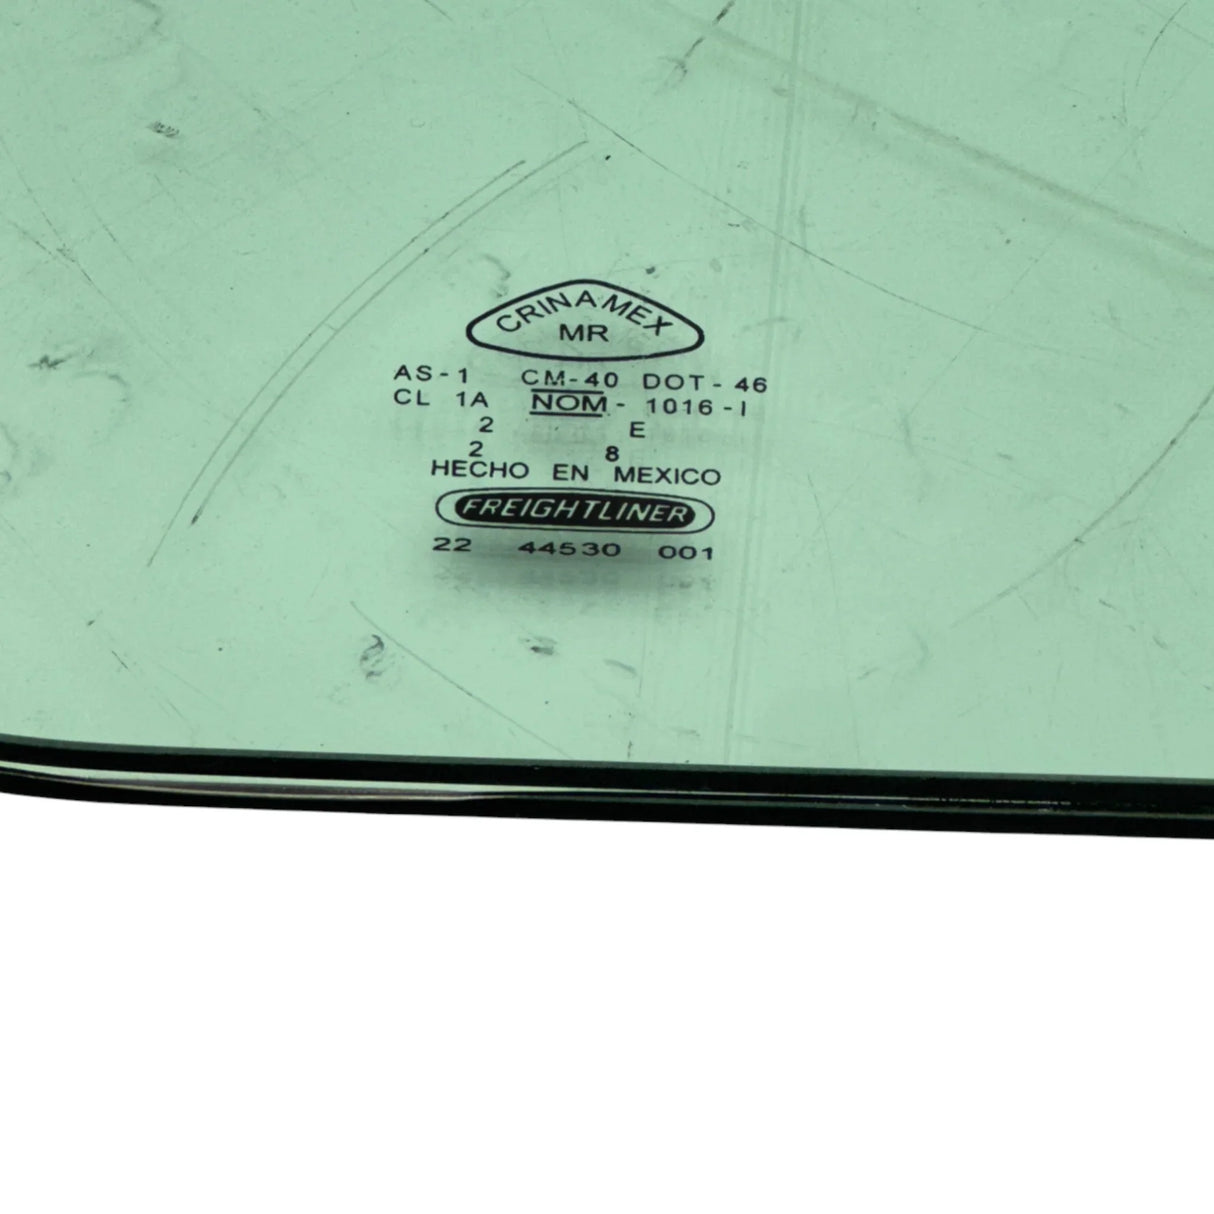 CRINAMEX
MR
AS-1 CM-40 DOT-46
CL 1A NOM-1016-I
2 E
2 8
HECHO EN MEXICO
FREIGHTLINER
22 44530 001